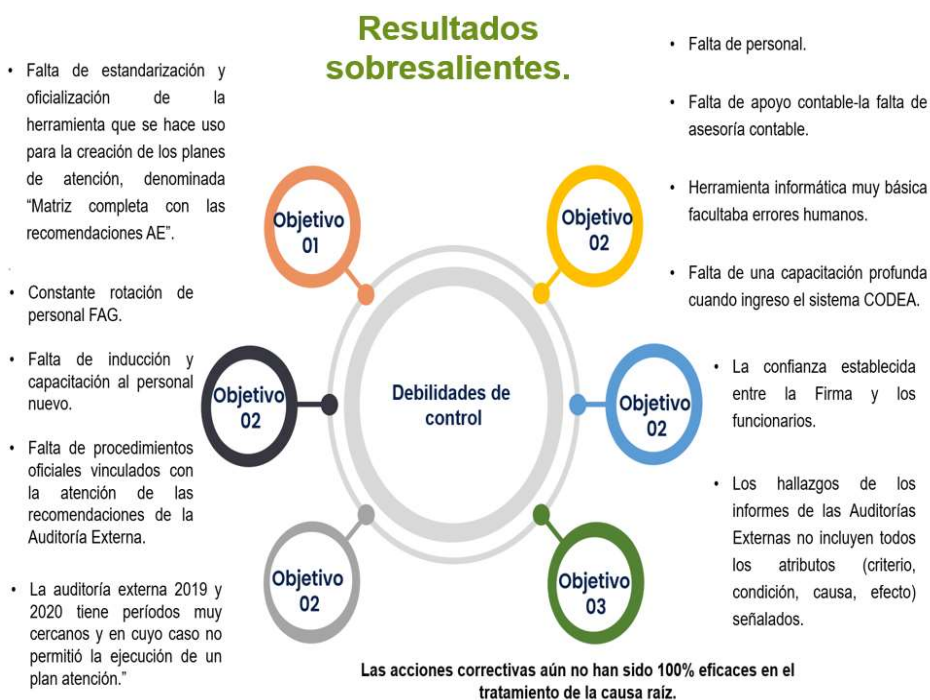 Resultados
sobresalientes.
• Falta de estandarización y
oficialización de la
herramienta que se hace uso
para la creación de los planes
de atención, denominada
“Matriz completa con las
recomendaciones AE”.
• Constante rotación de
personal FAG.
• Falta de inducción y
capacitación al personal
nuevo.
• Falta de procedimientos
oficiales vinculados con
la atención de las
recomendaciones de la
Auditoría Externa.
• La auditoría externa 2019 y
2020 tiene períodos muy
cercanos y en cuyo caso no
permitió la ejecución de un
plan atención.”
Objetivo
01
Objetivo
02
Objetivo
02
Debilidades de
control
Objetivo
02
Objetivo
02
Objetivo
03
• Falta de personal.
• Falta de apoyo contable-la falta de
asesoría contable.
• Herramienta informática muy básica
facultaba errores humanos.
• Falta de una capacitación profunda
cuando ingreso el sistema CODEA.
• La confianza establecida
entre la Firma y los
funcionarios.
• Los hallazgos de los
informes de las Auditorías
Externas no incluyen todos
los atributos (criterio,
condición, causa, efecto)
señalados.
Las acciones correctivas aún no han sido 100% eficaces en el
tratamiento de la causa raíz.